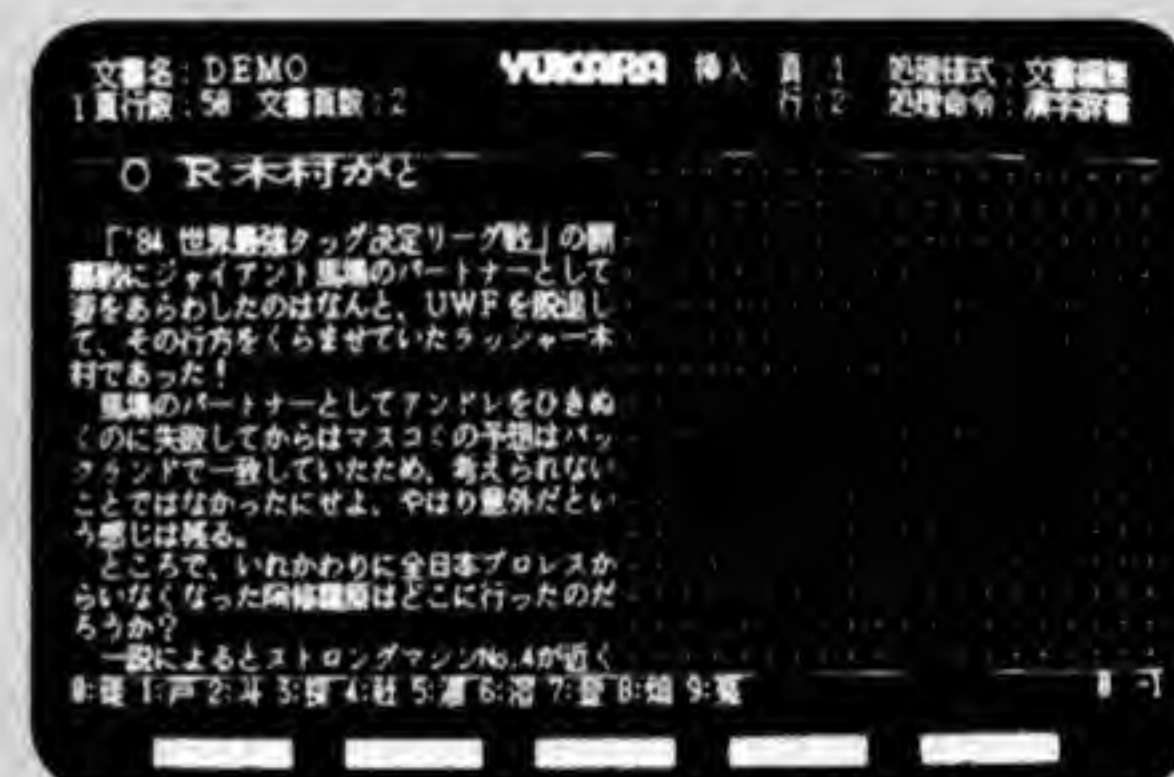 文書名：DEMO YUKARA 挿入 頁：1 処理様式：文書編集
1頁行数：50 文書頁数：2 行：2 処理命令：漢字辞書
○ R木村がと
「'84 世界最強タッグ決定リーグ戦」の開
幕戦にジャイアント馬場のパートナーとして
姿をあらわしたのはなんと、UWFを脱退し
て、その行方をくらませていたラッシャー木
村であった！
馬場のパートナーとしてアンドレをひきぬ
くのに失敗してからはマスコミの予想はバッ
クランドで一致していたため、考えられない
ことではなかったにせよ、やはり意外だとい
う感じは残る。
ところで、いれかわりに全日本プロレスか
らいなくなった阿修羅原はどこに行ったのだ
ろうか？
一説によるとストロングマシンNo.4が近く
1:戸 2:斗 4:吐 7:登 8:畑